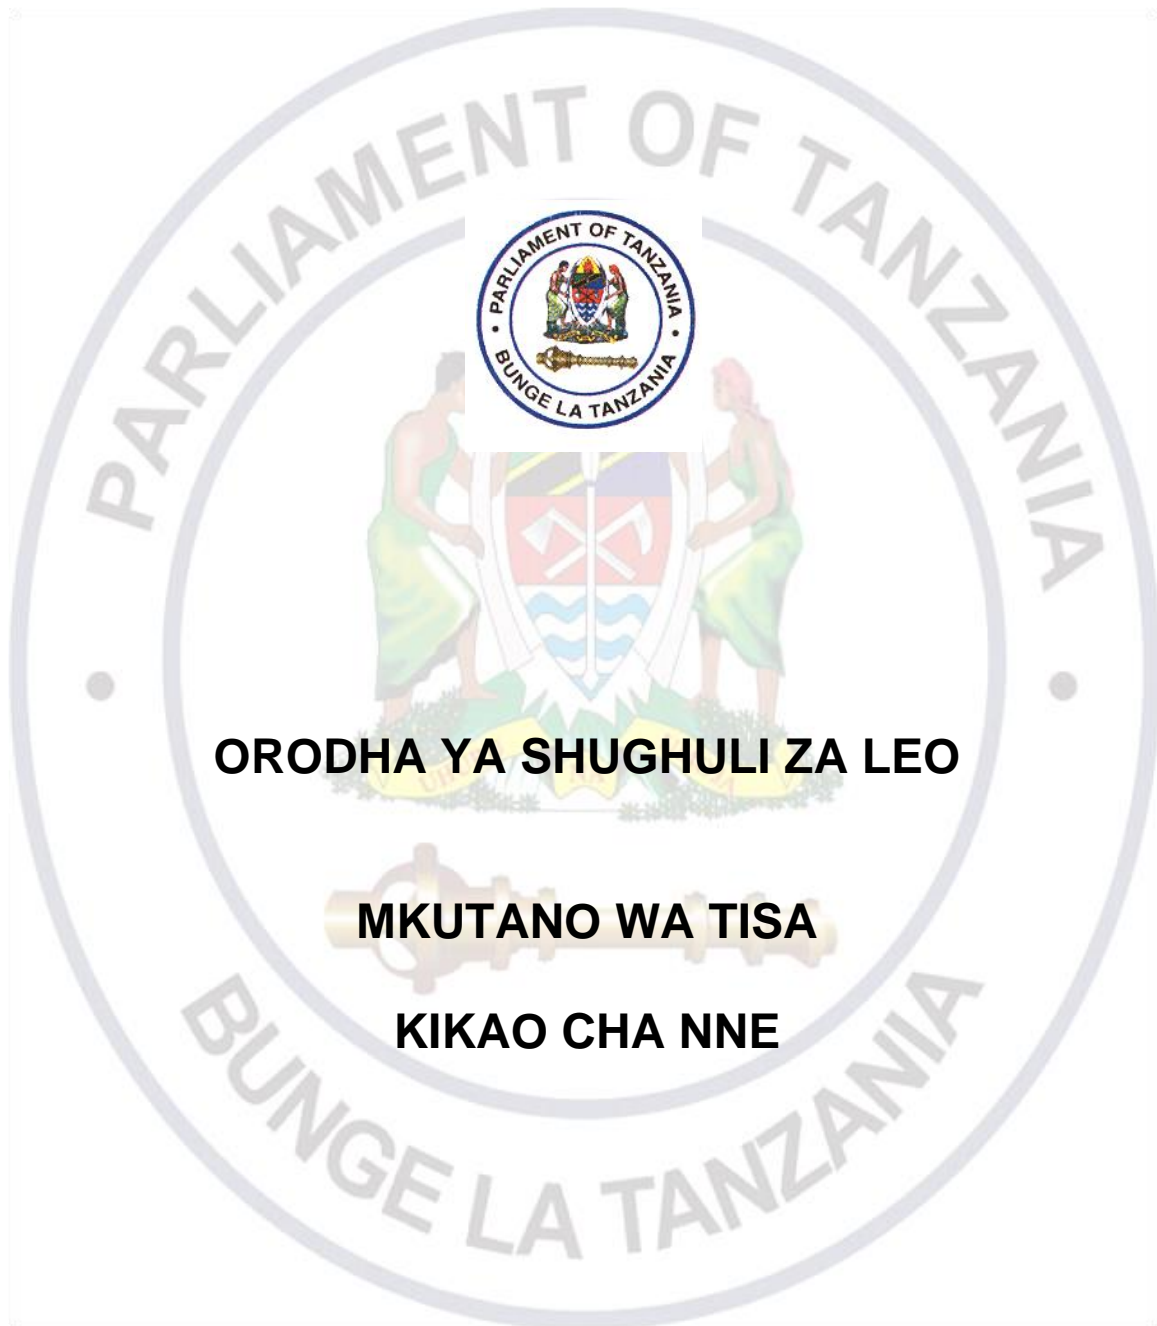 PARLIAMENT OF TANZANIA
PARLIAMENT OF TANZANIA
BUNGE LA TANZANIA
ORODHA YA SHUGHULI ZA LEO
MKUTANO WA TISA
KIKAO CHA NNE
BUNGE LA TANZANIA